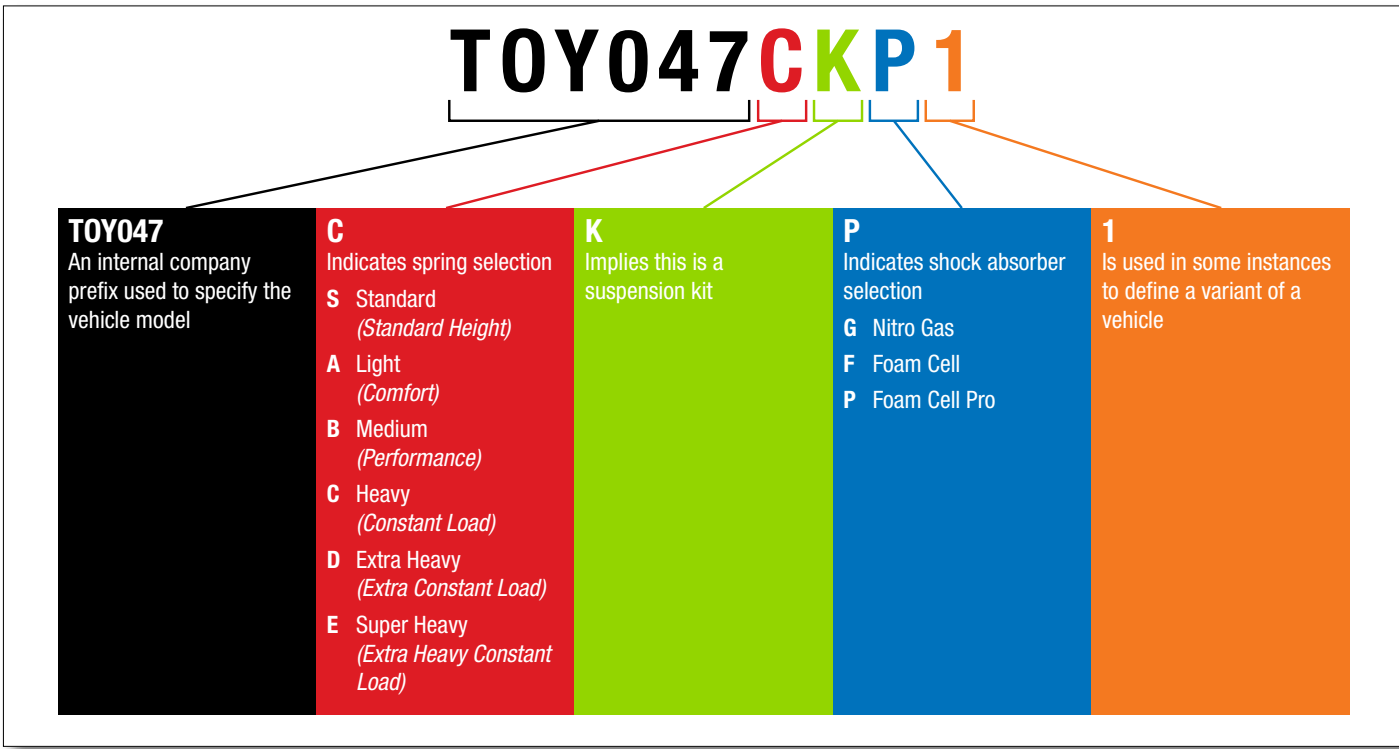 TOY047CKP1
TOY047
An internal company
prefix used to specify the
vehicle model
C
Indicates spring selection
S Standard
(Standard Height)
A Light
(Comfort)
B Medium
(Performance)
C Heavy
(Constant Load)
D Extra Heavy
(Extra Constant Load)
E Super Heavy
(Extra Heavy Constant
Load)
K
Implies this is a
suspension kit
P
Indicates shock absorber
selection
G Nitro Gas
F Foam Cell
P Foam Cell Pro
1
Is used in some instances
to define a variant of a
vehicle